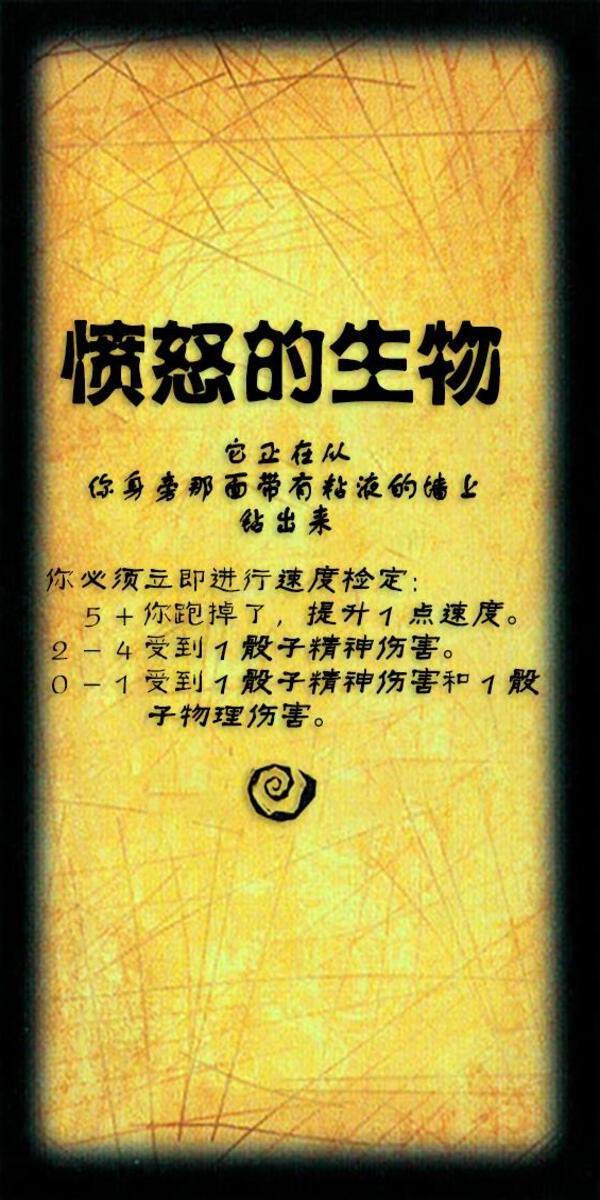 愤怒的生物
它正在从
你身旁那面带有粘液的墙上
钻出来
你必须立即进行速度检定：
5+你跑掉了，提升1点速度。
2-4受到1骰子精神伤害。
0-1受到1骰子精神伤害和1骰
子物理伤害。